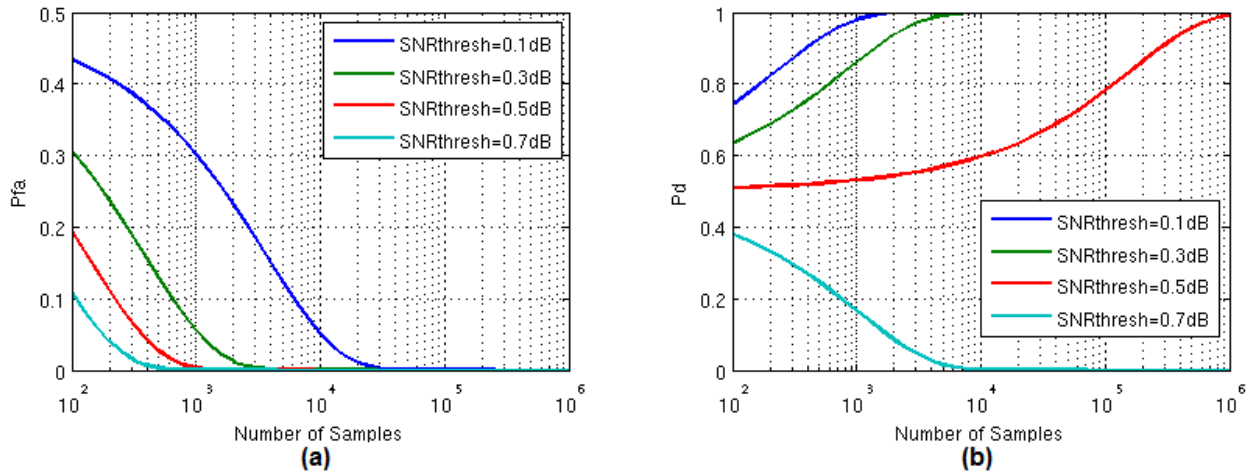 0.5
0.4
0.3
0.2
0.1
0
Pfa
10^2
10^3
10^4
10^5
10^6
Number of Samples
SNRthresh=0.1dB
SNRthresh=0.3dB
SNRthresh=0.5dB
SNRthresh=0.7dB
(a)
1
0.8
0.6
0.4
0.2
0
Pd
10^2
10^3
10^4
10^5
10^6
Number of Samples
SNRthresh=0.1dB
SNRthresh=0.3dB
SNRthresh=0.5dB
SNRthresh=0.7dB
(b)